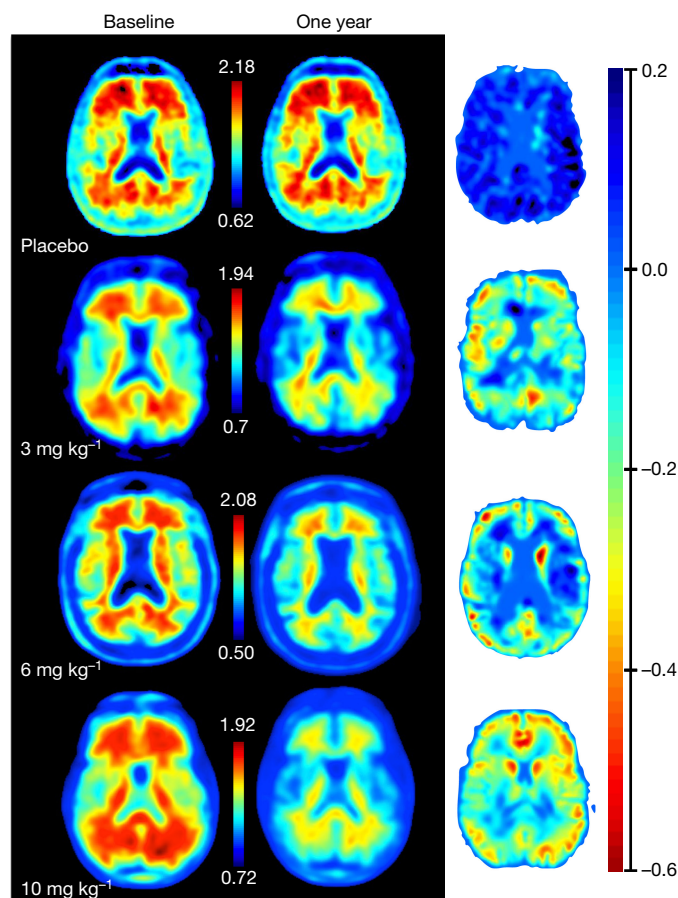 Baseline One year
2.18
0.62
Placebo
1.94
0.7
3 mg kg⁻¹
2.08
0.50
6 mg kg⁻¹
1.92
0.72
10 mg kg⁻¹
0.2
0.0
–0.2
–0.4
–0.6